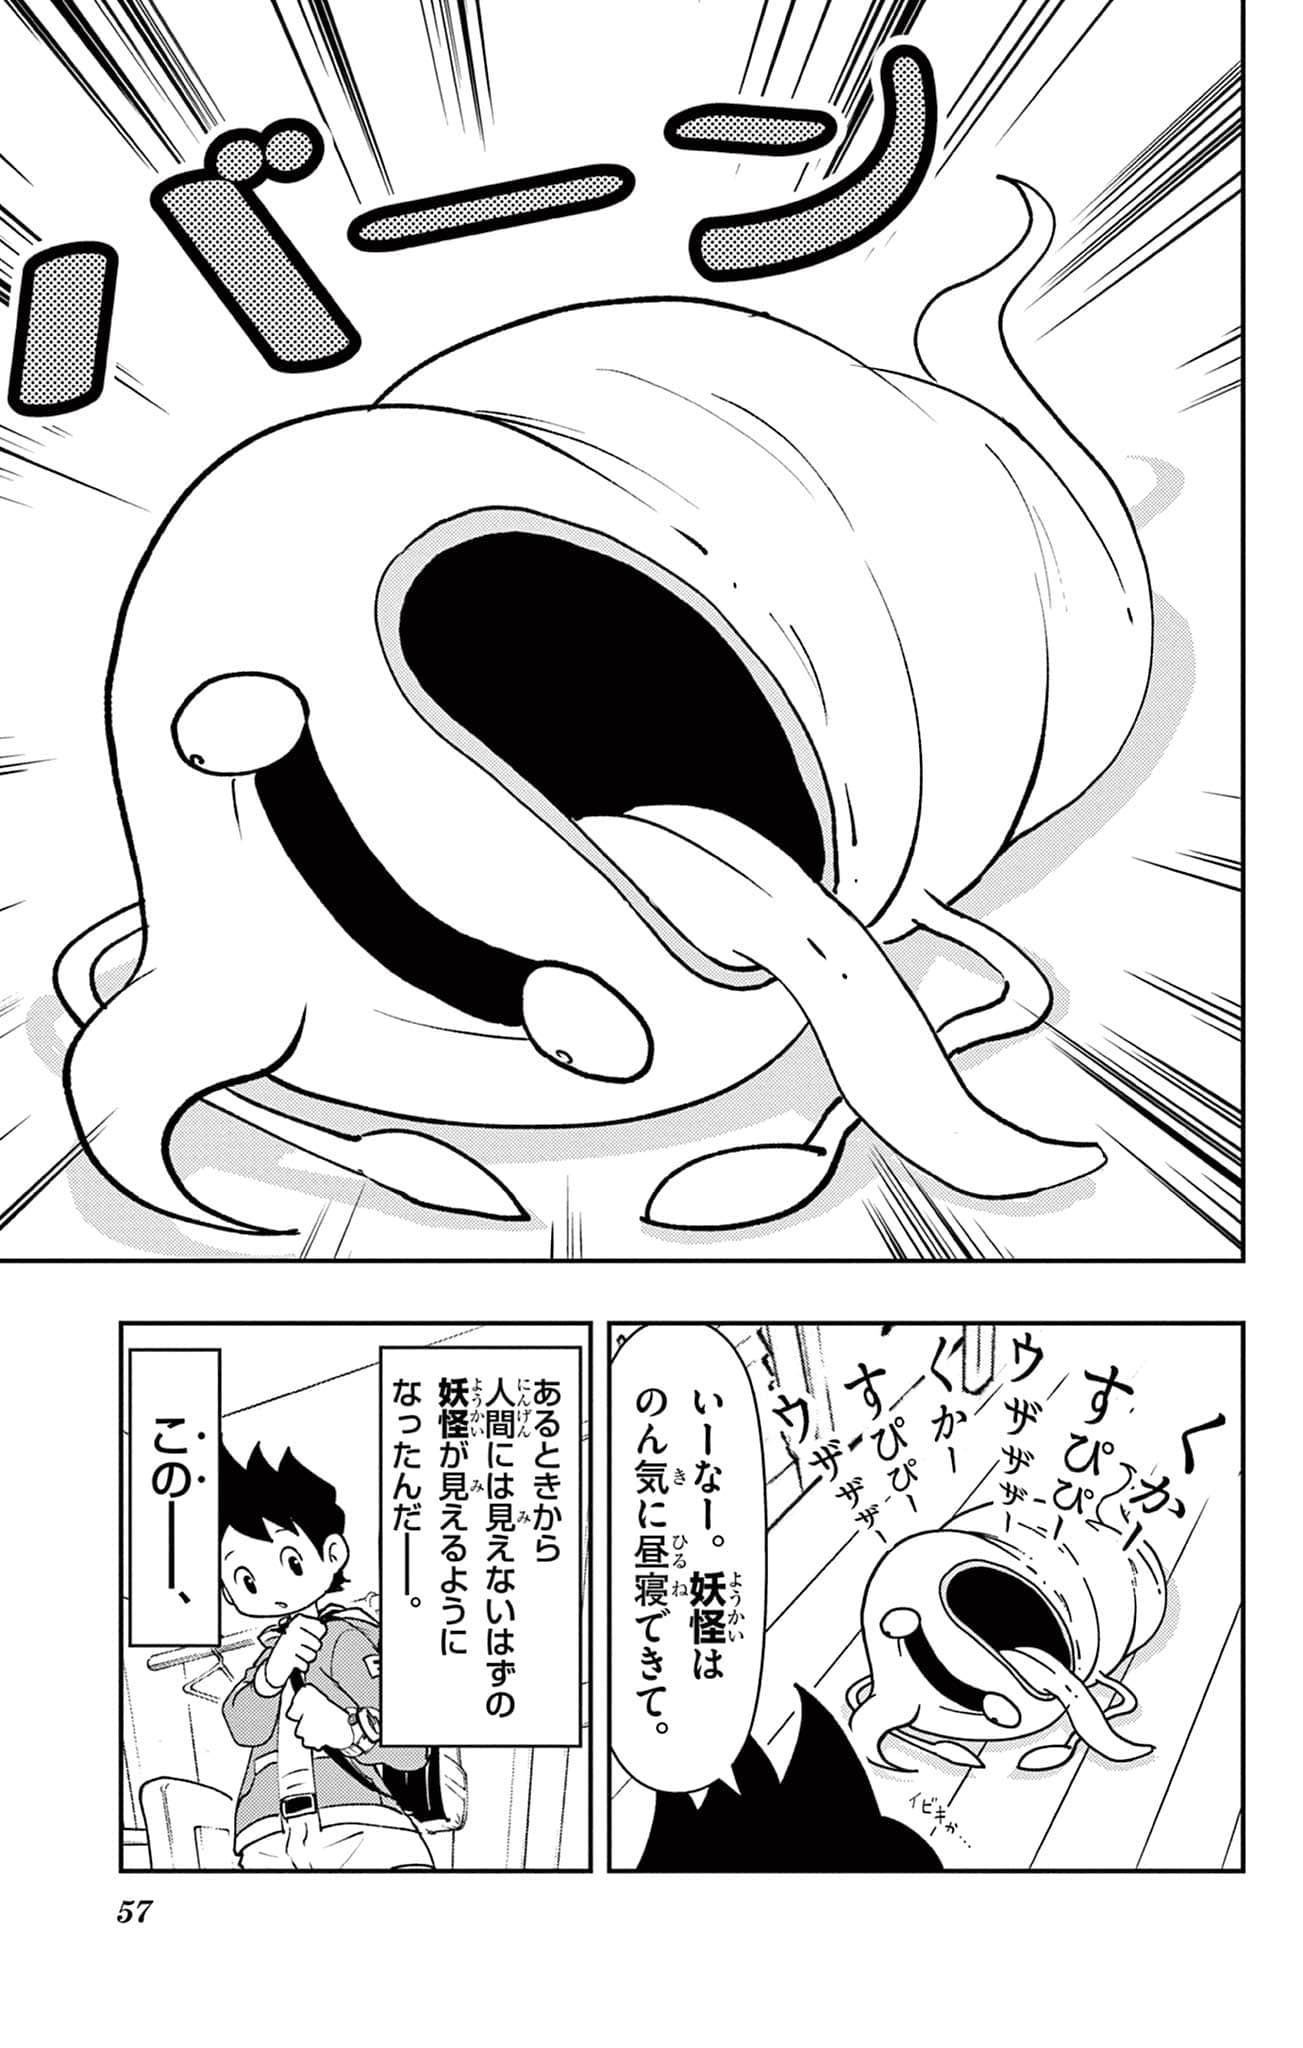 バーン
くかー
すぴぴー
ウザザザー
くかー
すぴぴー
ウザザザー
いーなー。妖怪は
のん気に昼寝できて。
イビキか…
あるときから
人間には見えないはずの
妖怪が見えるように
なったんだ――。
この――、
57